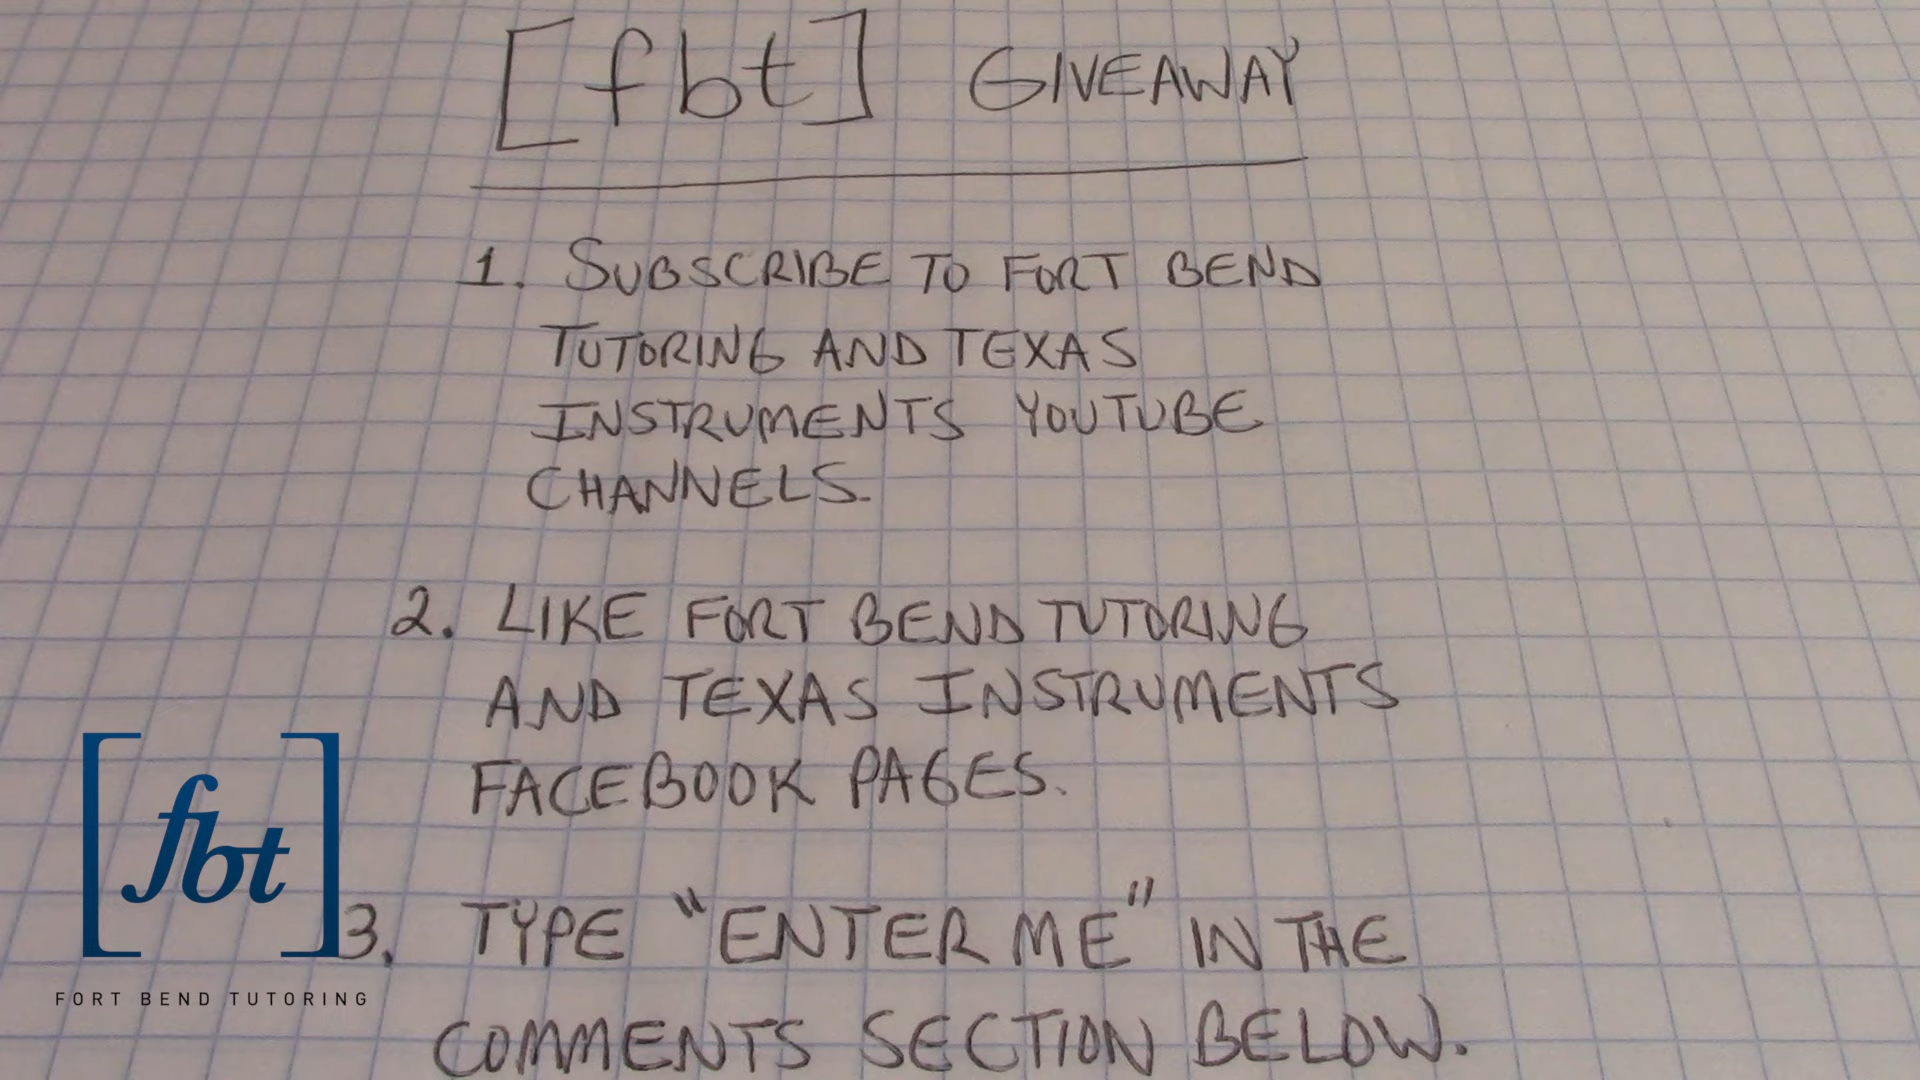 [fbt] GIVEAWAY
1. SUBSCRIBE TO FORT BEND
TUTORING AND TEXAS
INSTRUMENTS YOUTUBE
CHANNELS.
2. LIKE FORT BEND TUTORING
AND TEXAS INSTRUMENTS
FACEBOOK PAGES.
3. TYPE "ENTER ME" IN THE
COMMENTS SECTION BELOW.
[fbt]
FORT BEND TUTORING